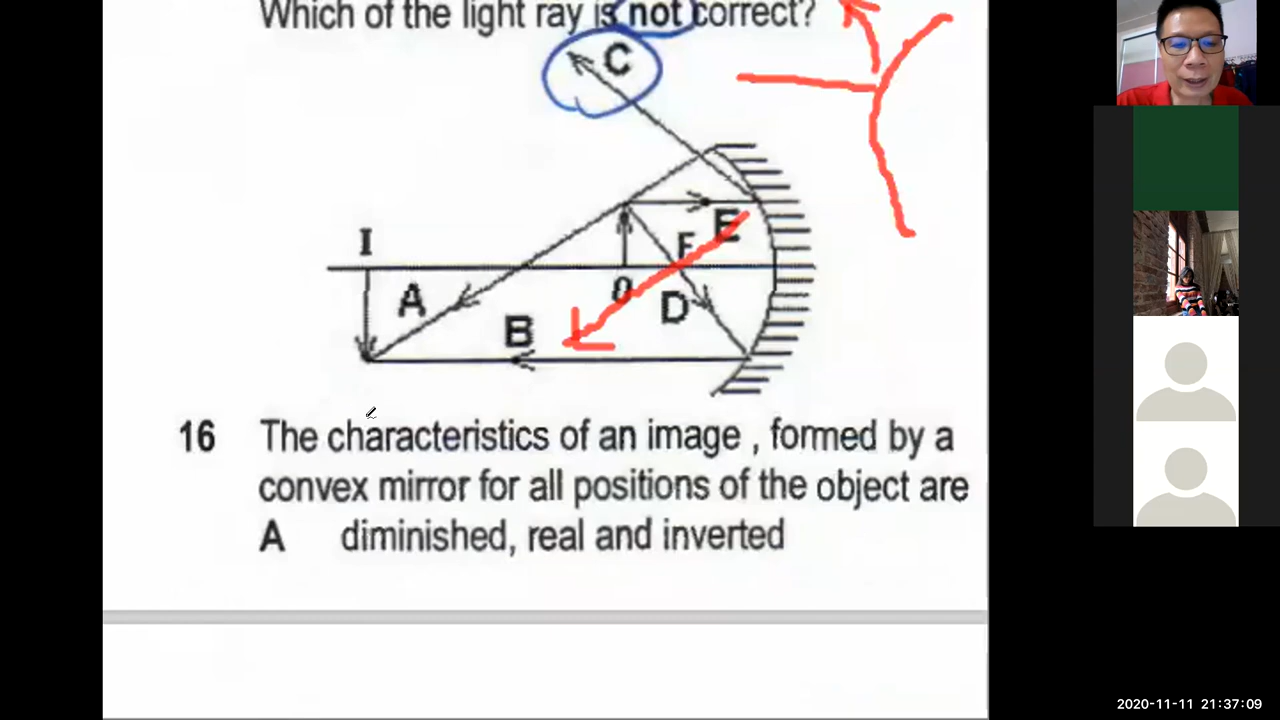 Which of the light ray is not correct?
C
E
I
F
A
O
D
B
16 The characteristics of an image , formed by a
convex mirror for all positions of the object are
A diminished, real and inverted
2020-11-11 21:37:09